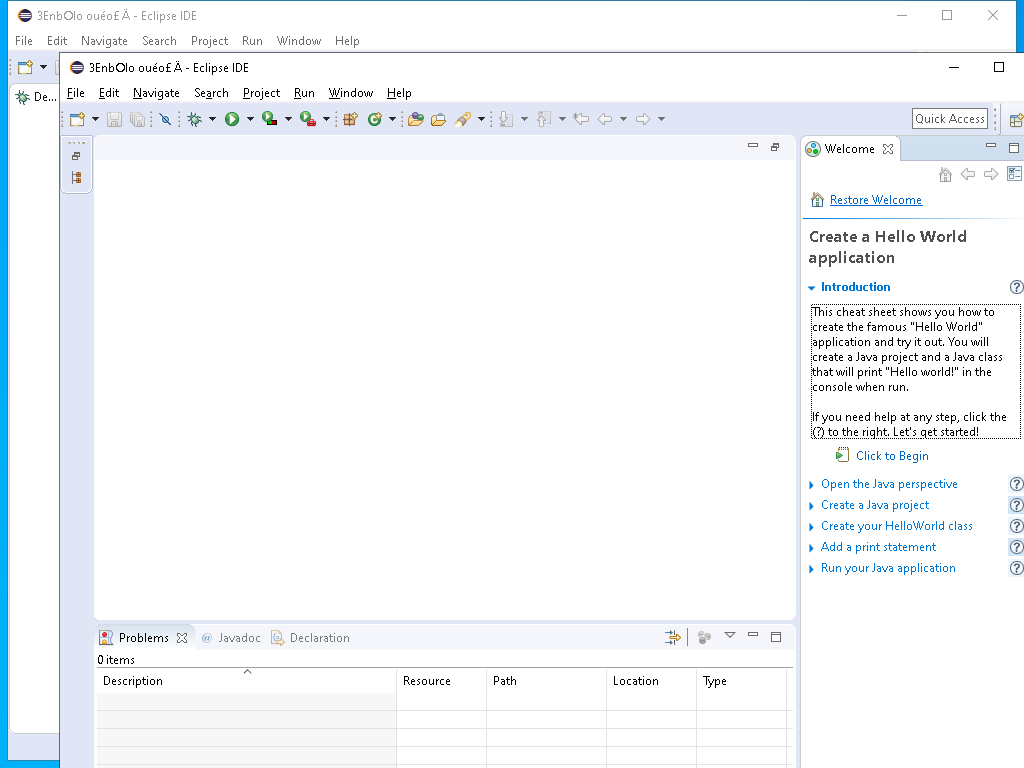 3EnbOlo ouéo£ Ä - Eclipse IDE
File Edit Navigate Search Project Run Window Help
De...
3EnbOlo ouéo£ Ä - Eclipse IDE
File Edit Navigate Search Project Run Window Help
Quick Access
Welcome
Restore Welcome
Create a Hello World
application
Introduction
This cheat sheet shows you how to
create the famous "Hello World"
application and try it out. You will
create a Java project and a Java class
that will print "Hello world!" in the
console when run.
If you need help at any step, click the
(?) to the right. Let's get started!
Click to Begin
Open the Java perspective
Create a Java project
Create your HelloWorld class
Add a print statement
Run your Java application
Problems @ Javadoc Declaration
0 items
Description Resource Path Location Type